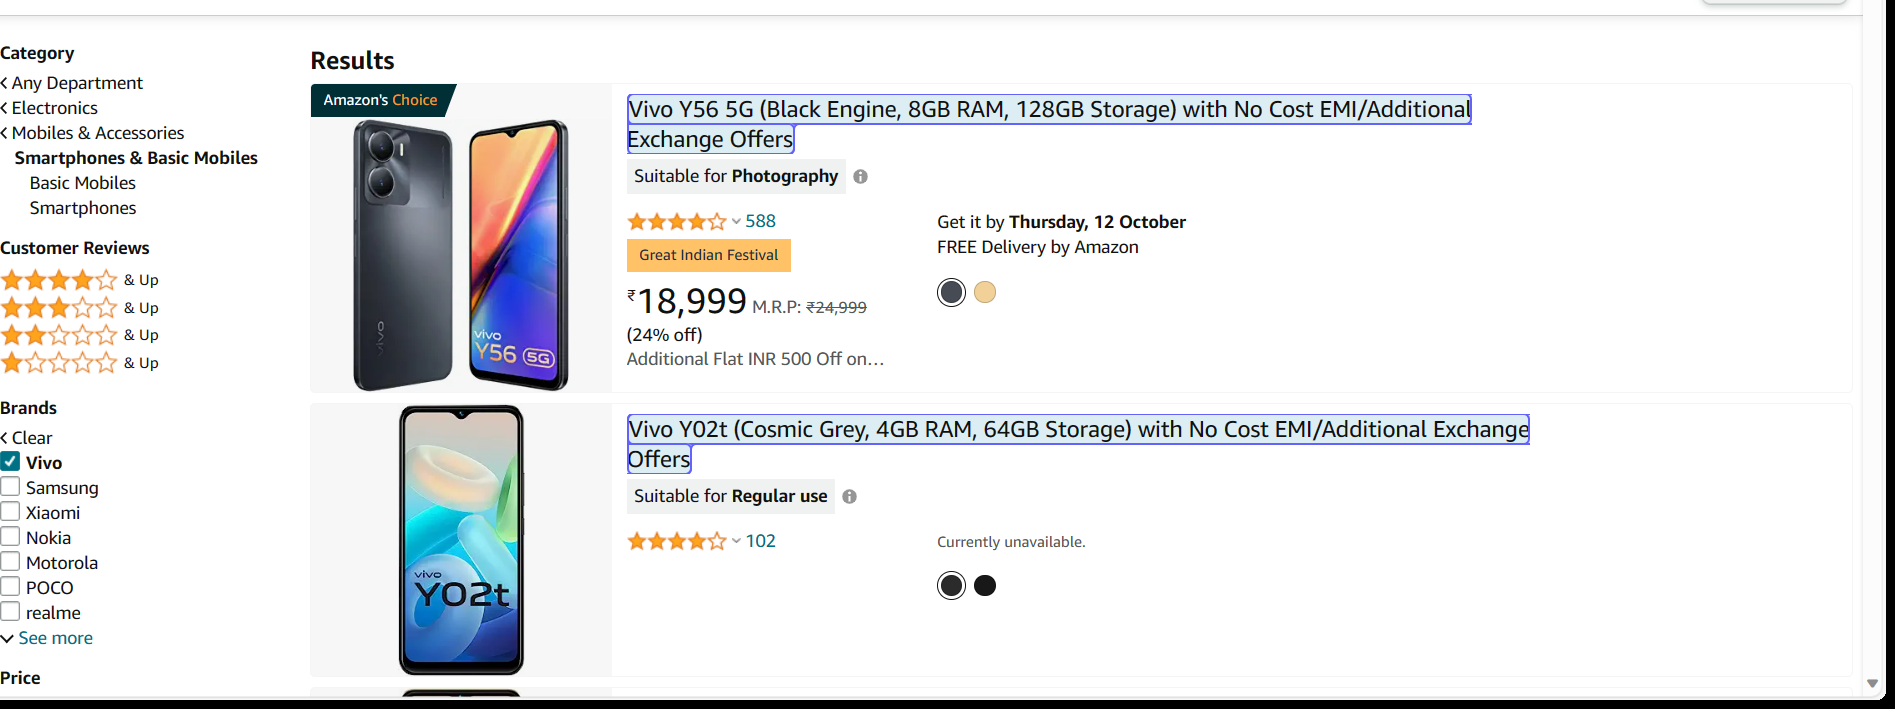 Category
Any Department
Electronics
Mobiles & Accessories
Smartphones & Basic Mobiles
Basic Mobiles
Smartphones
Customer Reviews
& Up
& Up
& Up
& Up
Brands
Clear
Vivo
Samsung
Xiaomi
Nokia
Motorola
POCO
realme
See more
Price
Results
Amazon's Choice
vivo
vivo
Y56 5G
Vivo Y56 5G (Black Engine, 8GB RAM, 128GB Storage) with No Cost EMI/Additional
Exchange Offers
Suitable for Photography
588
Great Indian Festival
₹18,999 M.R.P: ₹24,999
(24% off)
Additional Flat INR 500 Off on...
Get it by Thursday, 12 October
FREE Delivery by Amazon
vivo
Y02t
Vivo Y02t (Cosmic Grey, 4GB RAM, 64GB Storage) with No Cost EMI/Additional Exchange
Offers
Suitable for Regular use
102
Currently unavailable.